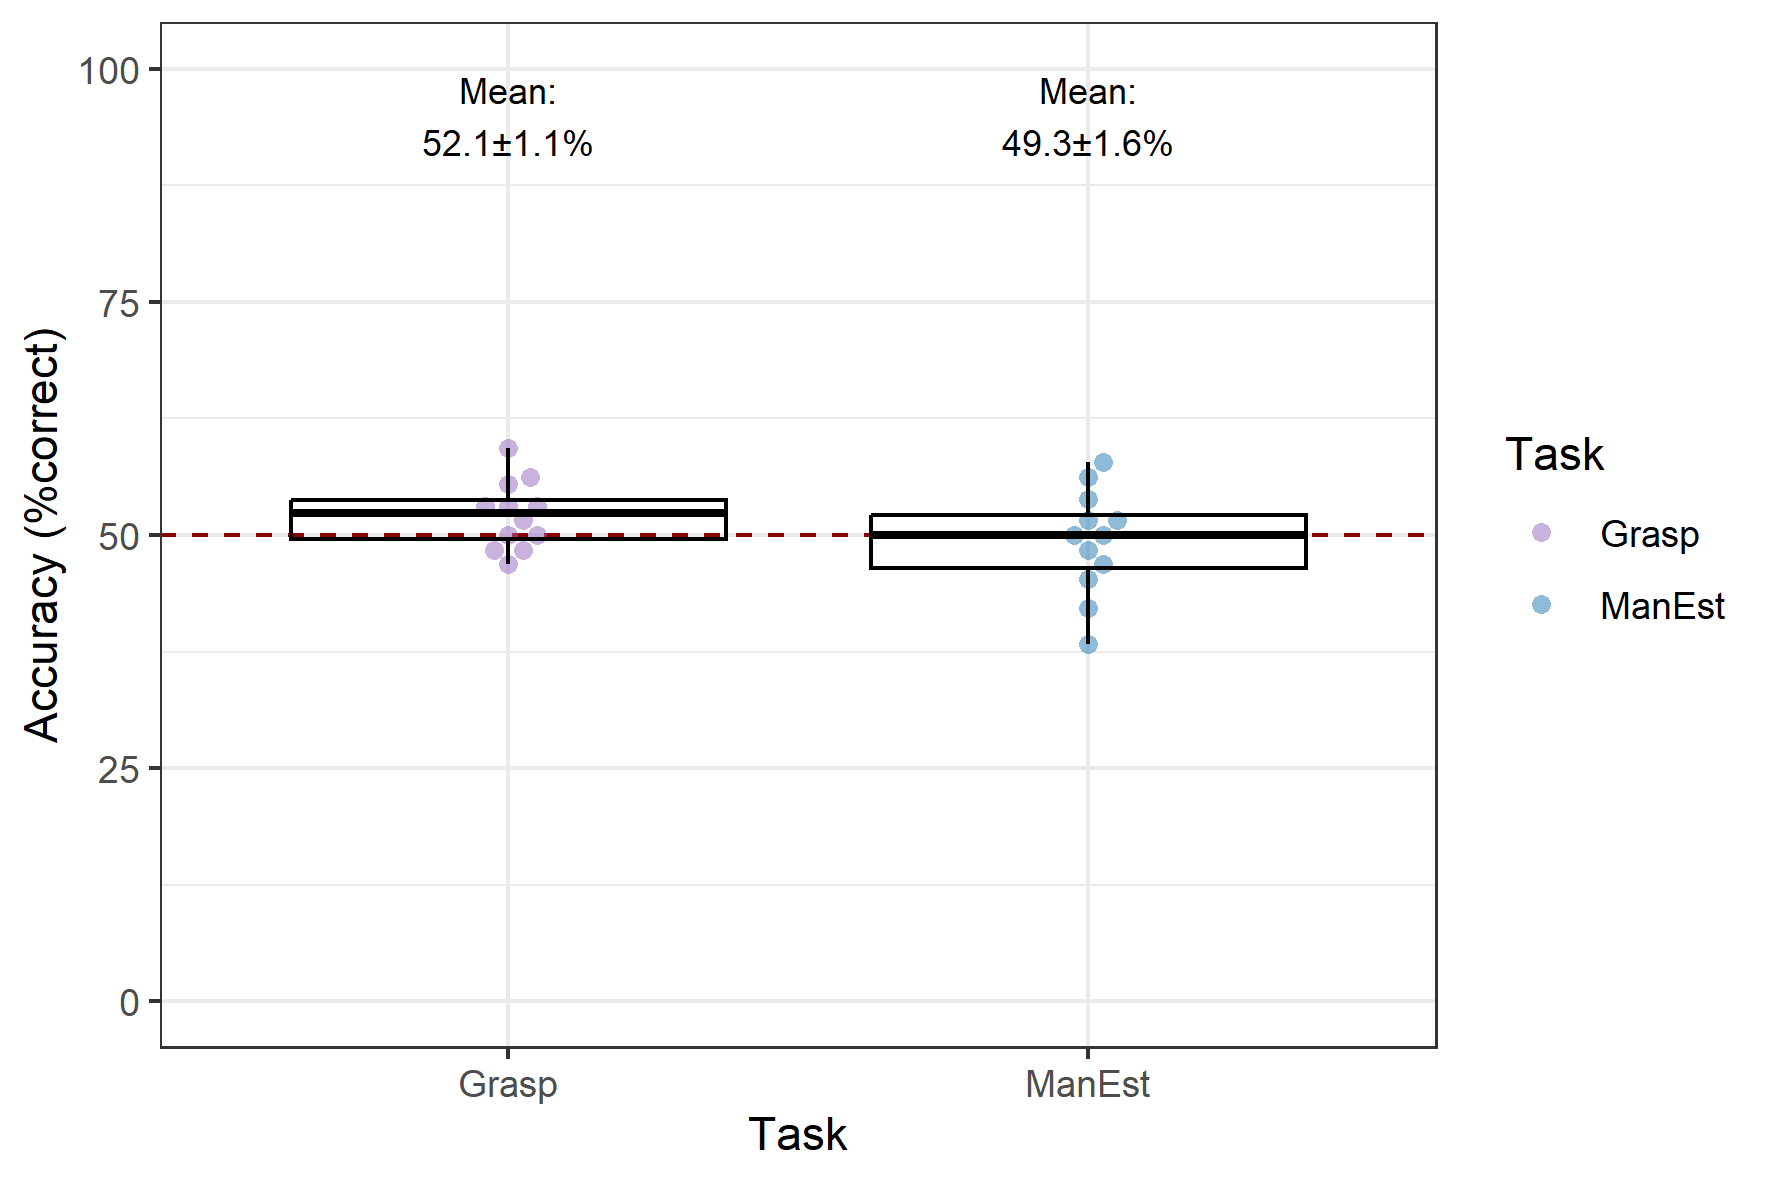 Accuracy (%correct)
100
75
50
25
0
Mean:
52.1±1.1%
Mean:
49.3±1.6%
Grasp
ManEst
Task
Task
Grasp
ManEst